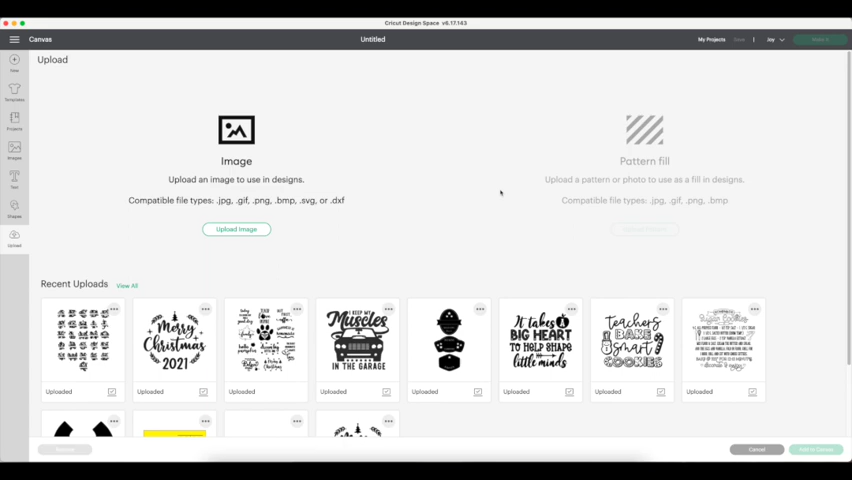 Cricut Design Space v6.17.143
Canvas
Untitled
My Projects
Save
Joy
Make It
New
Templates
Projects
Images
Text
Shapes
Upload
Upload
Image
Upload an image to use in designs.
Compatible file types: .jpg, .gif, .png, .bmp, .svg, or .dxf
Upload Image
Pattern fill
Upload a pattern or photo to use as a fill in designs.
Compatible file types: .jpg, .gif, .png, .bmp
Recent Uploads
View All
Merry
Christmas
2021
I KEEP MY
Muscles
IN THE GARAGE
It takes A
BIG HEART
TO HELP SHAPE
little minds
teachers
BAKE
smart
COOKIES
Uploaded
Uploaded
Uploaded
Uploaded
Uploaded
Uploaded
Uploaded
Uploaded
Cancel
Add to Canvas